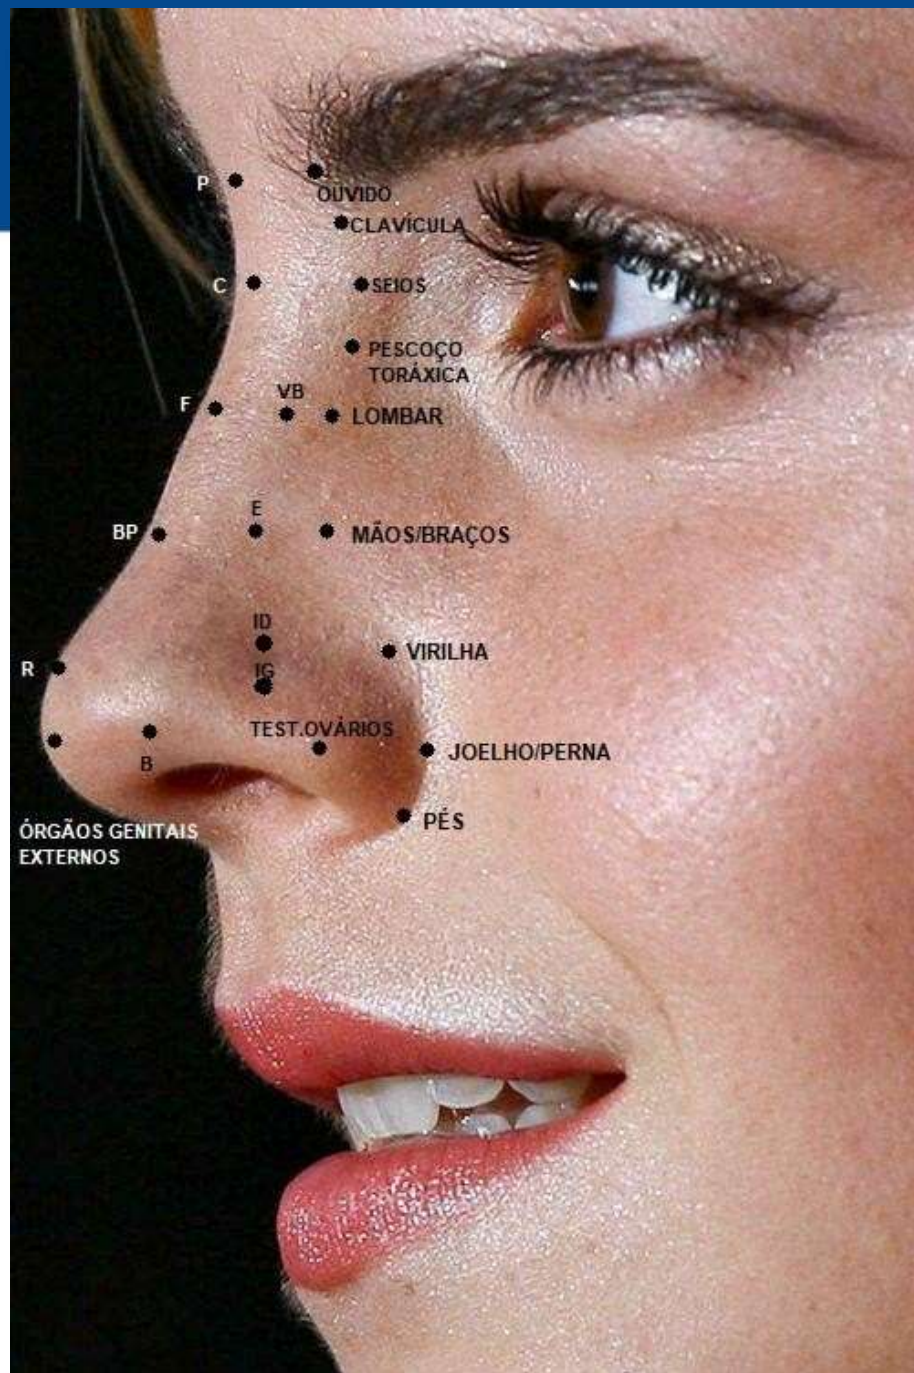 P
OUVIDO
CLAVÍCULA
C
SEIOS
PESCOÇO
TORÁXICA
F
VB
LOMBAR
BP
E
MÃOS/BRAÇOS
ID
R
VIRILHA
IG
TEST.OVÁRIOS
B
JOELHO/PERNA
PÉS
ÓRGÃOS GENITAIS
EXTERNOS